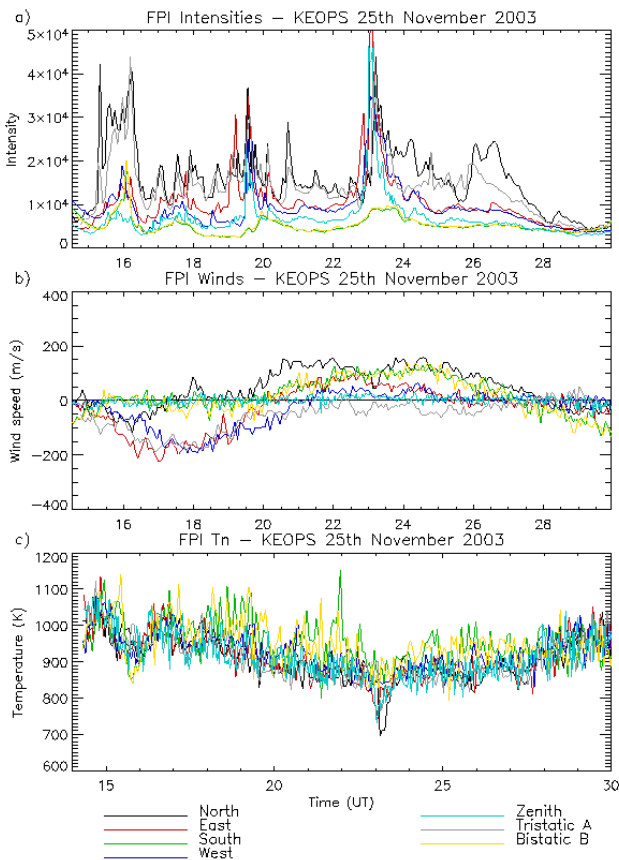 a) FPI Intensities – KEOPS 25th November 2003
5×10⁴
4×10⁴
3×10⁴
2×10⁴
1×10⁴
0
Intensity
16 18 20 22 24 26 28
b) FPI Winds – KEOPS 25th November 2003
400
200
0
−200
−400
Wind speed (m/s)
16 18 20 22 24 26 28
c) FPI Tn – KEOPS 25th November 2003
1200
1100
1000
900
800
700
600
Temperature (K)
15 20 25 30
Time (UT)
North
East
South
West
Zenith
Tristatic A
Bistatic B